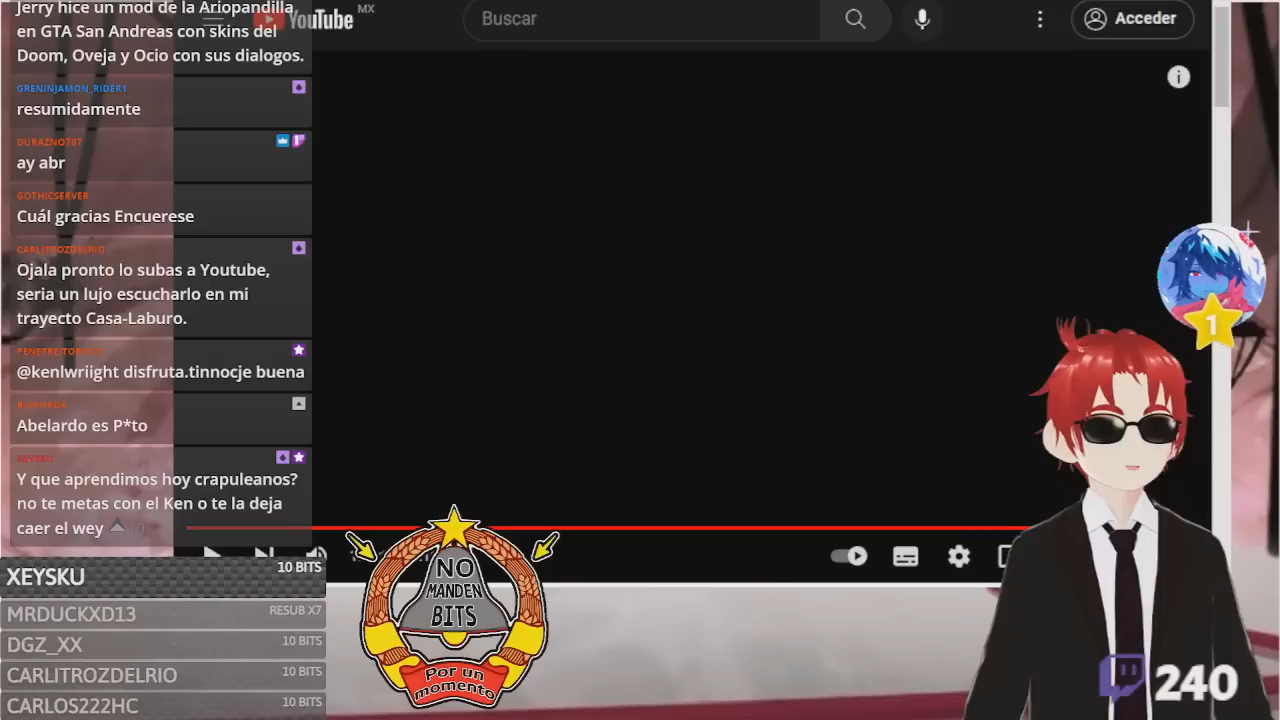 Jerry hice un mod de la Ariopandilla
en GTA San Andreas con skins del
Doom, Oveja y Ocio con sus dialogos.
GRENINJAMON_RIDER1
resumidamente
DURAZNO707
ay abr
GOTHICSERVER
Cuál gracias Encuerese
CARLITROZDELRIO
Ojala pronto lo subas a Youtube,
seria un lujo escucharlo en mi
trayecto Casa-Laburo.
@kenlwriight disfruta.tinnocje buena
Abelardo es P*to
XEYSKU
Y que aprendimos hoy crapuleanos?
no te metas con el Ken o te la deja
caer el wey
XEYSKU 10 BITS
MRDUCKXD13 RESUB X7
DGZ_XX 10 BITS
CARLITROZDELRIO 10 BITS
CARLOS222HC 10 BITS
YouTube MX
Buscar
Acceder
1
NO
MANDEN
BITS
Por un
momento
240